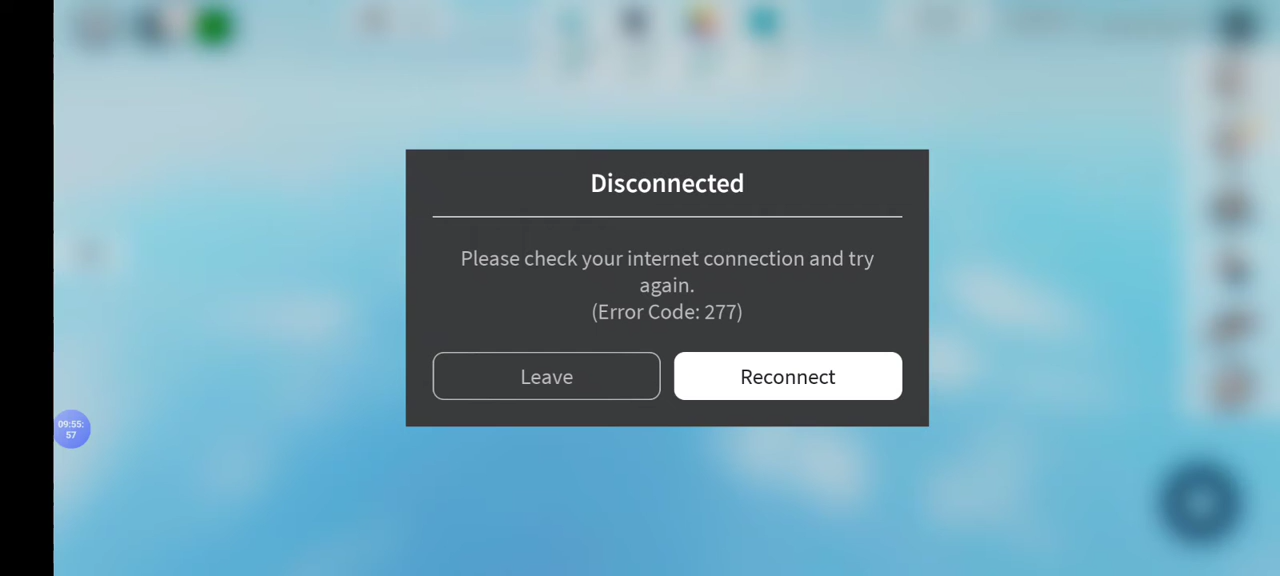 Disconnected
Please check your internet connection and try
again.
(Error Code: 277)
Leave
Reconnect
09:55:
57